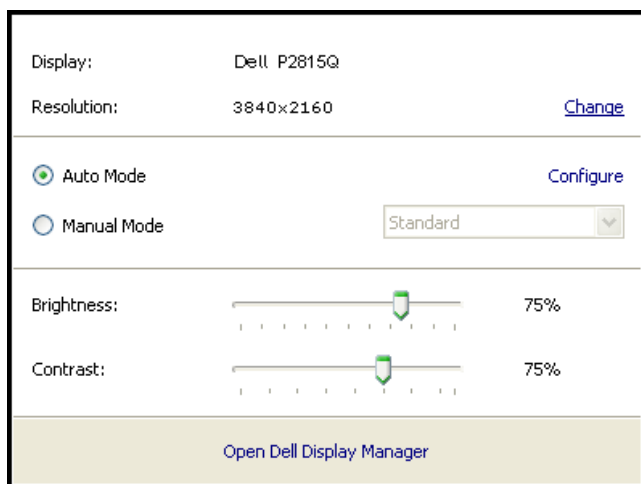 Display: Dell P2815Q
Resolution: 3840x2160 Change
Auto Mode Configure
Manual Mode Standard
Brightness: 75%
Contrast: 75%
Open Dell Display Manager